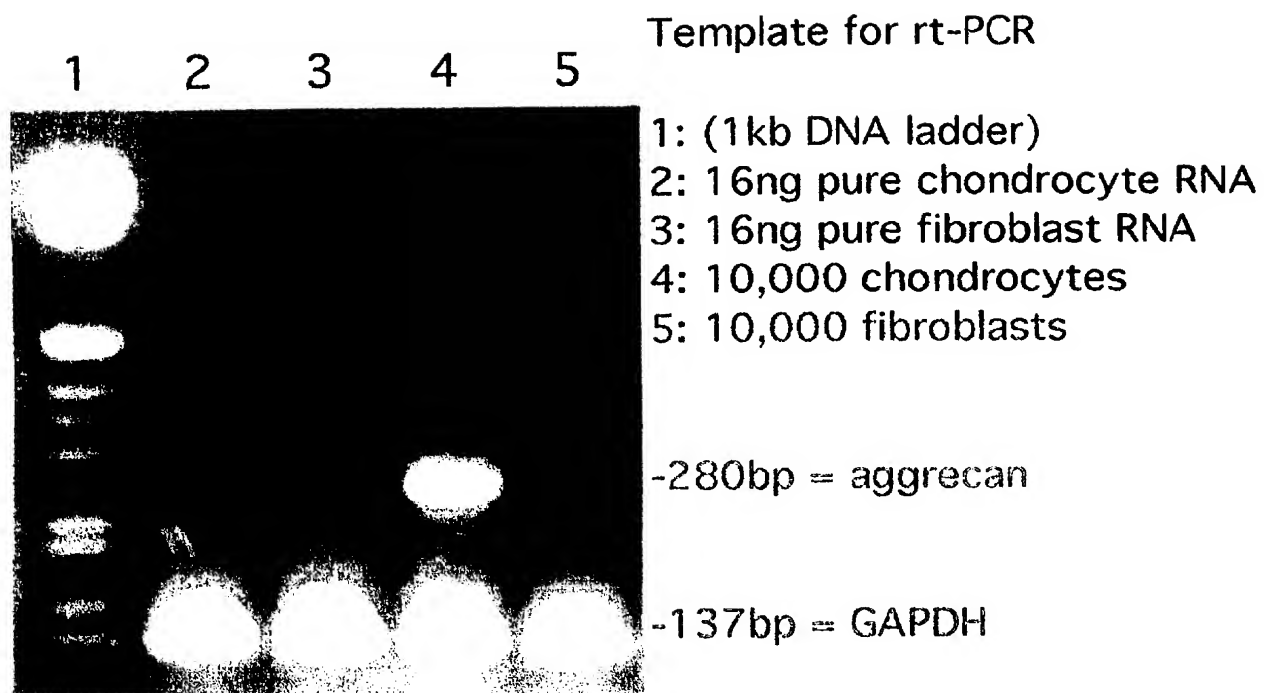 Template for rt-PCR
1 2 3 4 5
1: (1kb DNA ladder)
2: 16ng pure chondrocyte RNA
3: 16ng pure fibroblast RNA
4: 10,000 chondrocytes
5: 10,000 fibroblasts
-280bp = aggrecan
-137bp = GAPDH